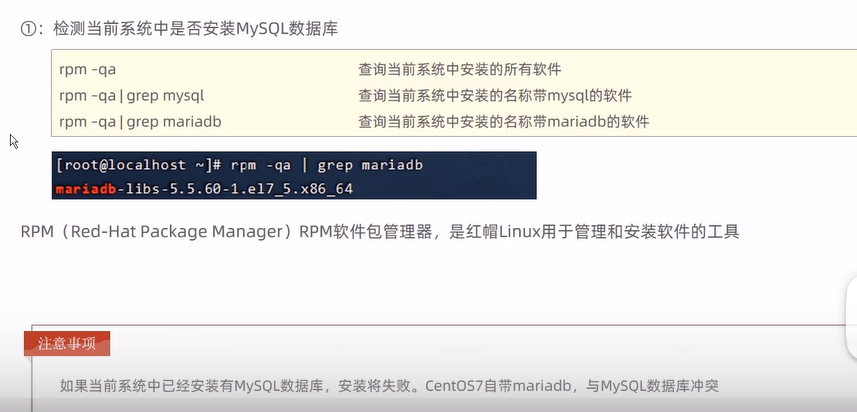 ①：检测当前系统中是否安装MySQL数据库
rpm –qa 查询当前系统中安装的所有软件
rpm –qa | grep mysql 查询当前系统中安装的名称带mysql的软件
rpm –qa | grep mariadb 查询当前系统中安装的名称带mariadb的软件
[root@localhost ~]# rpm -qa | grep mariadb
mariadb-libs-5.5.60-1.el7_5.x86_64
RPM（Red-Hat Package Manager）RPM软件包管理器，是红帽Linux用于管理和安装软件的工具
注意事项
如果当前系统中已经安装有MySQL数据库，安装将失败。CentOS7自带mariadb，与MySQL数据库冲突